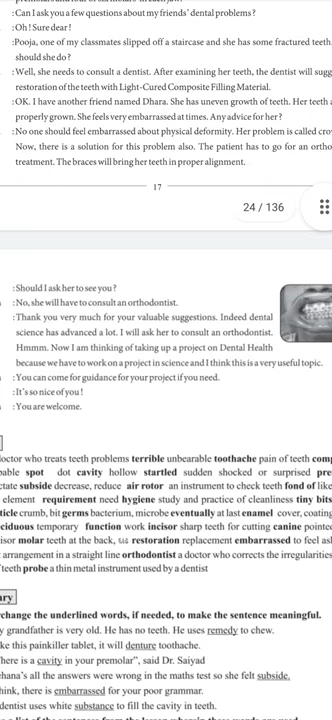 : Can I ask you a few questions about my friends' dental problems ?
: Oh ! Sure dear !
: Pooja, one of my classmates slipped off a staircase and she has some fractured teeth.
should she do ?
: Well, she needs to consult a dentist. After examining her teeth, the dentist will sugg
restoration of the teeth with Light-Cured Composite Filling Material.
: OK. I have another friend named Dhara. She has uneven growth of teeth. Her teeth a
properly grown. She feels very embarrassed at times. Any advice for her ?
: No one should feel embarrassed about physical deformity. Her problem is called cro
Now, there is a solution for this problem also. The patient has to go for an ortho
treatment. The braces will bring her teeth in proper alignment.
17
24 / 136
: Should I ask her to see you ?
: No, she will have to consult an orthodontist.
: Thank you very much for your valuable suggestions. Indeed dental
science has advanced a lot. I will ask her to consult an orthodontist.
Hmmm. Now I am thinking of taking up a project on Dental Health
because we have to work on a project in science and I think this is a very useful topic.
: You can come for guidance for your project if you need.
: It's so nice of you !
: You are welcome.
doctor who treats teeth problems terrible unbearable toothache pain of teeth comp
pable spot dot cavity hollow startled sudden shocked or surprised pre
ctate subside decrease, reduce air rotor an instrument to check teeth fond of like
element requirement need hygiene study and practice of cleanliness tiny bits
ticle crumb, bit germs bacterium, microbe eventually at last enamel cover, coating
ciduous temporary function work incisor sharp teeth for cutting canine pointed
isor molar teeth at the back, restoration replacement embarrassed to feel ash
t arrangement in a straight line orthodontist a doctor who corrects the irregularities
teeth probe a thin metal instrument used by a dentist
ary
rchange the underlined words, if needed, to make the sentence meaningful.
y grandfather is very old. He has no teeth. He uses remedy to chew.
ke this painkiller tablet, it will denture toothache.
here is a cavity in your premolar", said Dr. Saiyad
ehana's all the answers were wrong in the maths test so she felt subside.
hink, there is embarrassed for your poor grammar.
dentist uses white substance to fill the cavity in teeth.